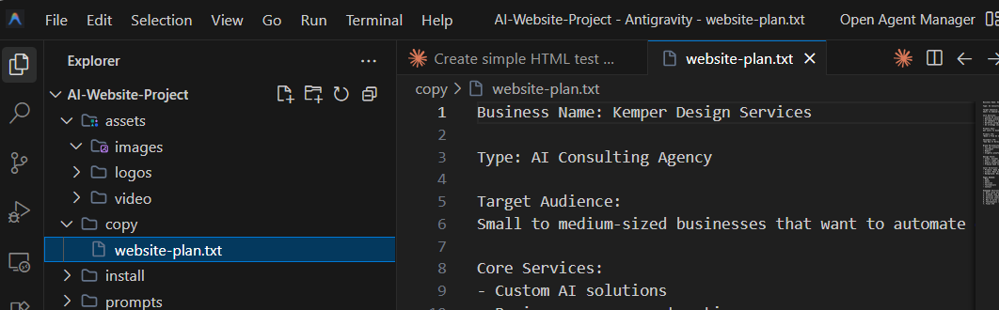 File Edit Selection View Go Run Terminal Help AI-Website-Project - Antigravity - website-plan.txt Open Agent Manager
Explorer ···
AI-Website-Project
assets
images
logos
video
copy
website-plan.txt
install
prompts
Create simple HTML test ... website-plan.txt
copy > website-plan.txt
1 Business Name: Kemper Design Services
2
3 Type: AI Consulting Agency
4
5 Target Audience:
6 Small to medium-sized businesses that want to automate
7
8 Core Services:
9 - Custom AI solutions